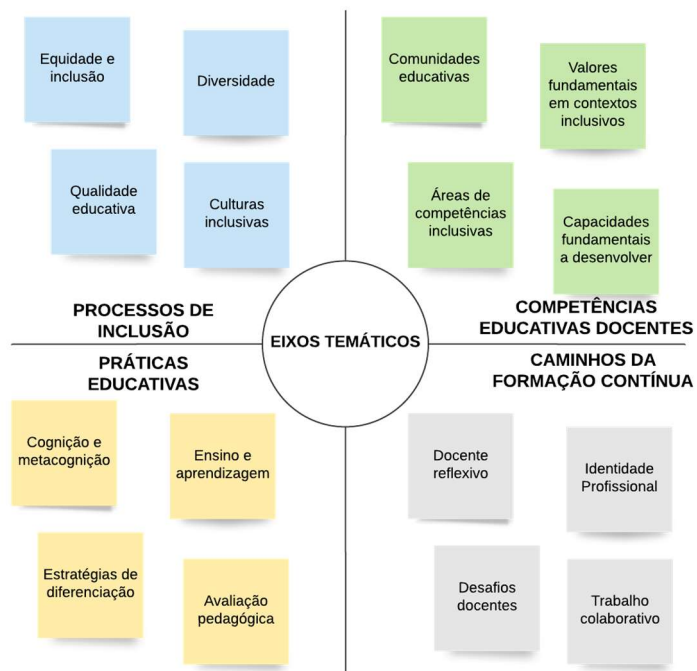 Equidade e
inclusão
Diversidade
Qualidade
educativa
Culturas
inclusivas
PROCESSOS DE
INCLUSÃO
Comunidades
educativas
Valores
fundamentais
em contextos
inclusivos
Áreas de
competências
inclusivas
Capacidades
fundamentais
a desenvolver
COMPETÊNCIAS
EDUCATIVAS DOCENTES
EIXOS TEMÁTICOS
PRÁTICAS
EDUCATIVAS
Cognição e
metacognição
Ensino e
aprendizagem
Estratégias de
diferenciação
Avaliação
pedagógica
CAMINHOS DA
FORMAÇÃO CONTÍNUA
Docente
reflexivo
Identidade
Profissional
Desafios
docentes
Trabalho
colaborativo